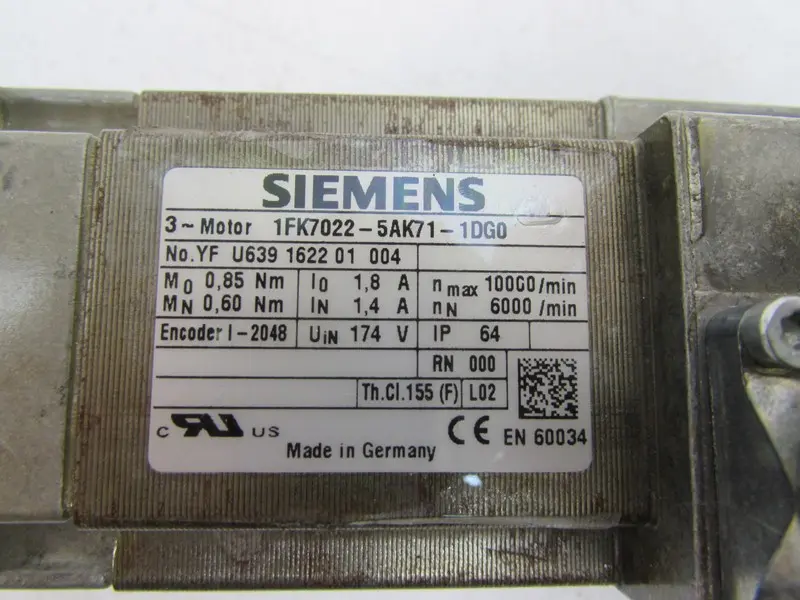 SIEMENS
3~Motor 1FK7022-5AK71-1DG0
No.YF U639 1622 01 004
M0 0,85 Nm I0 1,8 A nmax 10000/min
MN 0,60 Nm IN 1,4 A nN 6000/min
Encoder I-2048 UIN 174 V IP 64
RN 000
Th.Cl.155 (F) L02
c RU US CE EN 60034
Made in Germany